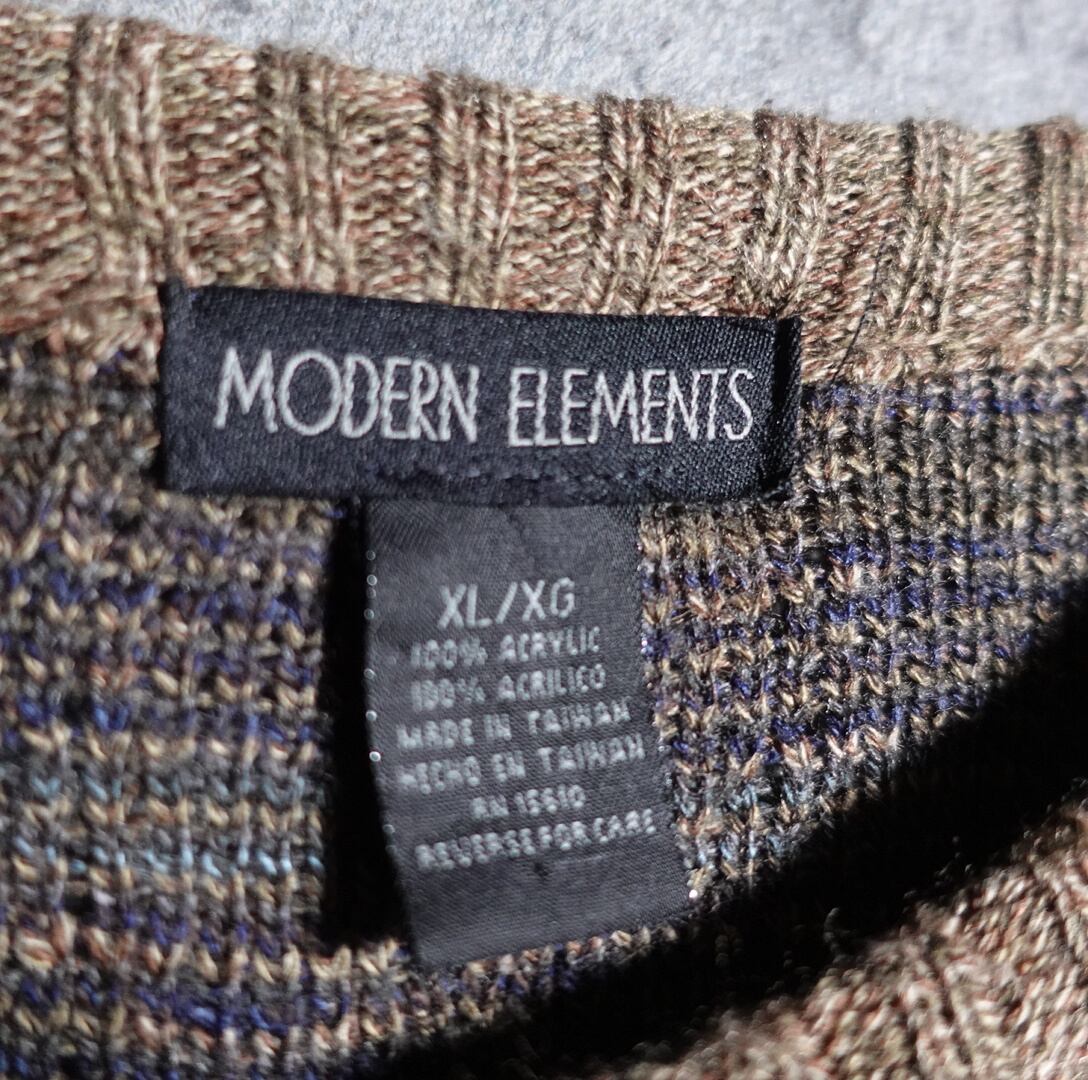 MODERN ELEMENTS
XL/XG
100% ACRYLIC
100% ACRILICO
MADE IN TAIWAN
HECHO EN TAIWAN
RN 15610
REVERSE FOR CARE